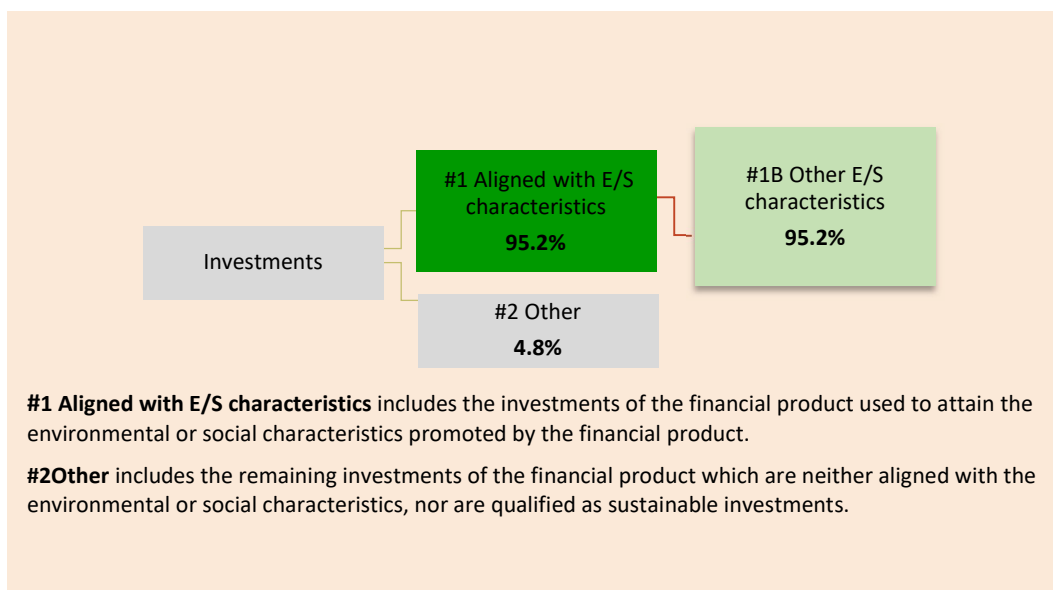 #1 Aligned with E/S
characteristics
95.2%
#1B Other E/S
characteristics
95.2%
Investments
#2 Other
4.8%
#1 Aligned with E/S characteristics includes the investments of the financial product used to attain the
environmental or social characteristics promoted by the financial product.
#2Other includes the remaining investments of the financial product which are neither aligned with the
environmental or social characteristics, nor are qualified as sustainable investments.